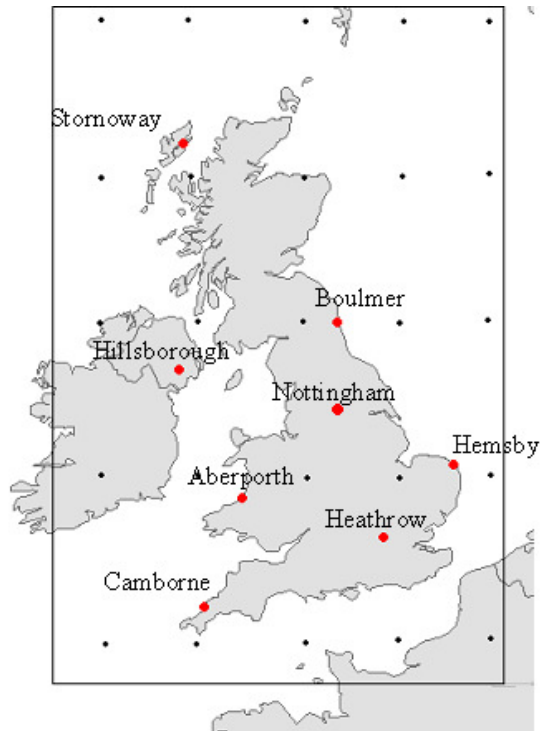 Stornoway
Boulmer
Hillsborough
Nottingham
Hemsby
Aberporth
Heathrow
Camborne